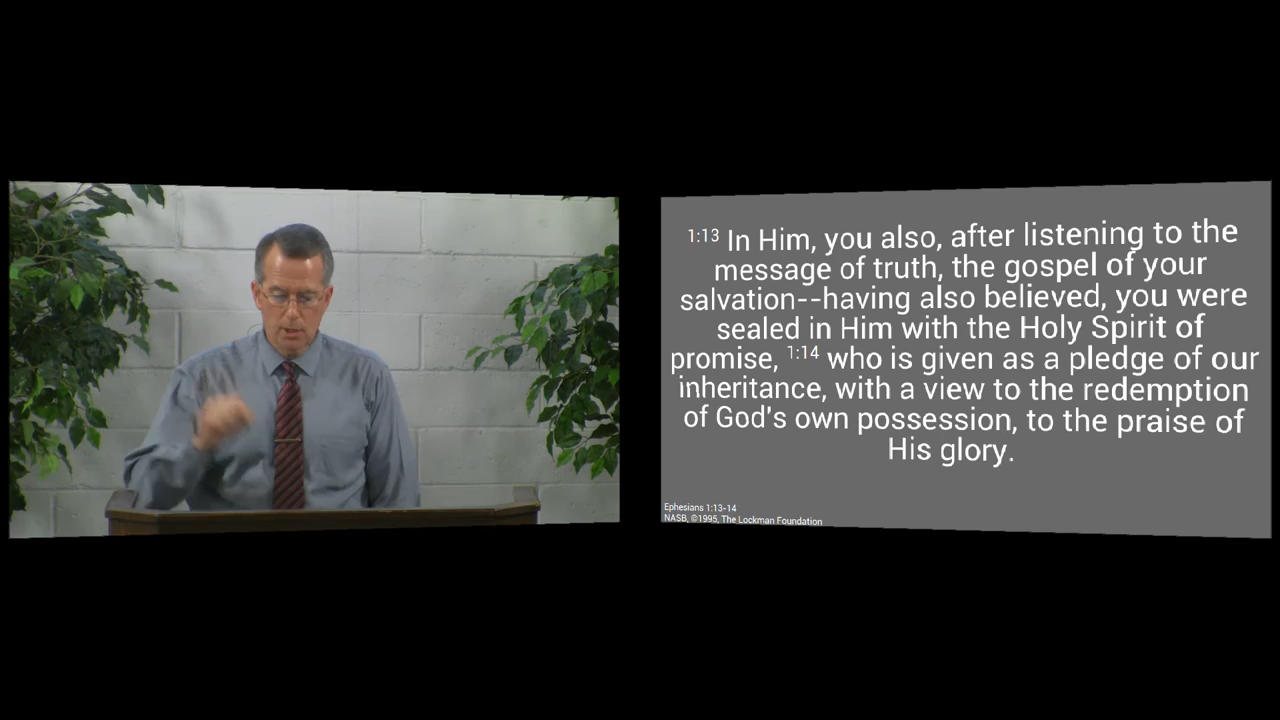 1:13 In Him, you also, after listening to the
message of truth, the gospel of your
salvation--having also believed, you were
sealed in Him with the Holy Spirit of
promise, 1:14 who is given as a pledge of our
inheritance, with a view to the redemption
of God's own possession, to the praise of
His glory.
Ephesians 1:13-14
NASB, ©1995, The Lockman Foundation